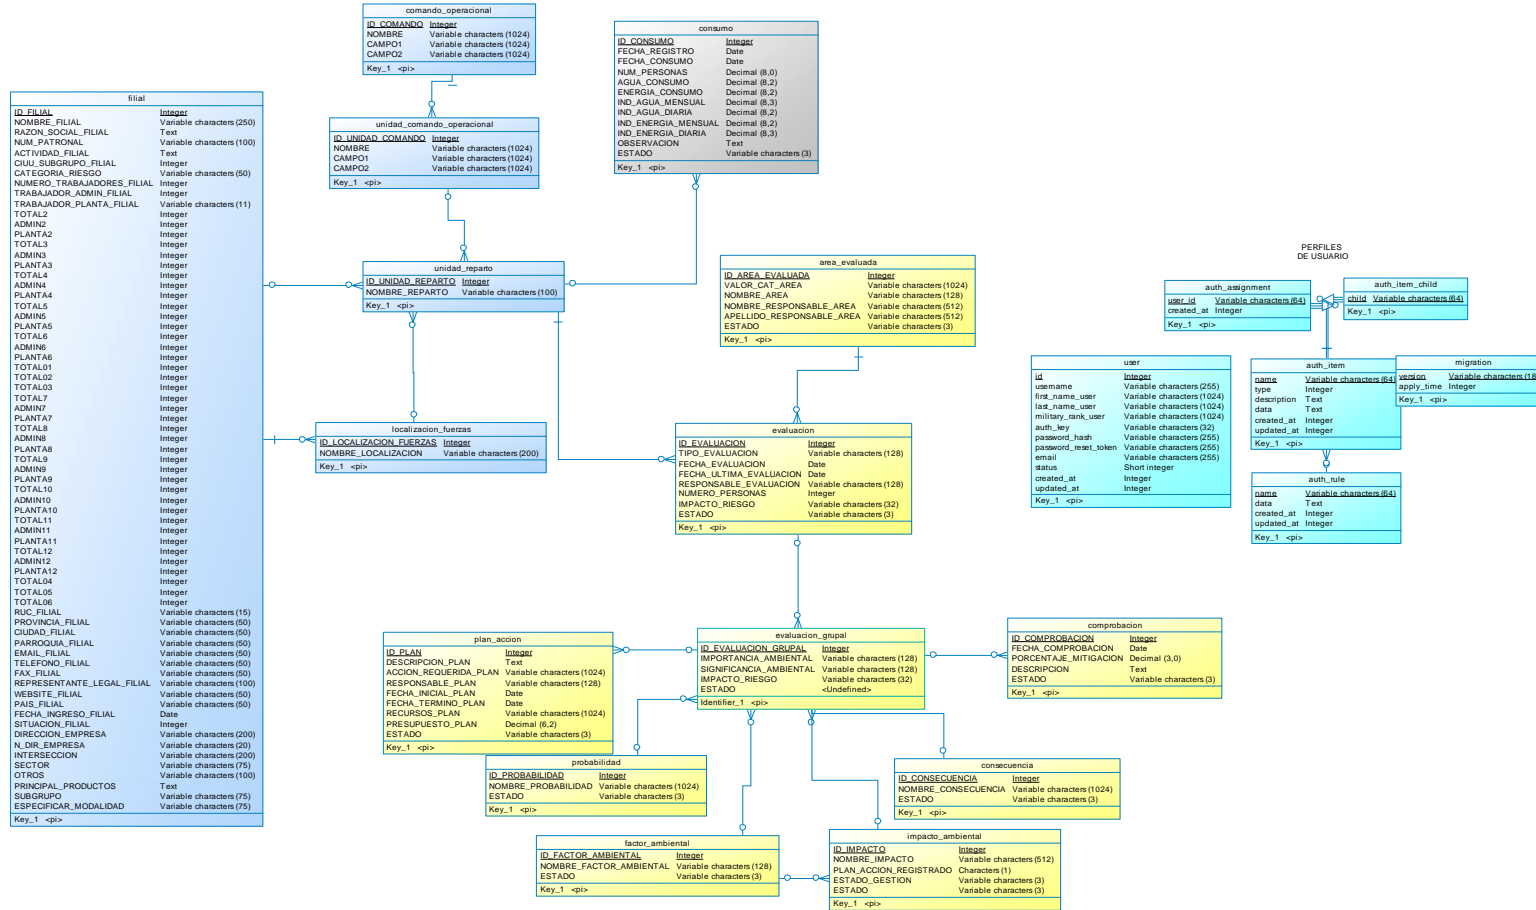 comando_operacional
ID_COMANDO Integer
NOMBRE Variable characters (1024)
CAMPO1 Variable characters (1024)
CAMPO2 Variable characters (1024)
Key_1 <pi>
consumo
ID_CONSUMO Integer
FECHA_REGISTRO Date
FECHA_CONSUMO Date
NUM_PERSONAS Decimal (8,0)
AGUA_CONSUMO Decimal (8,2)
ENERGIA_CONSUMO Decimal (8,2)
IND_AGUA_MENSUAL Decimal (8,3)
IND_AGUA_DIARIA Decimal (8,2)
IND_ENERGIA_MENSUAL Decimal (8,2)
IND_ENERGIA_DIARIA Decimal (8,3)
OBSERVACION Text
ESTADO Variable characters (3)
Key_1 <pi>
filial
ID_FILIAL Integer
NOMBRE_FILIAL Variable characters (250)
RAZON_SOCIAL_FILIAL Text
NUM_PATRONAL Variable characters (100)
ACTIVIDAD_FILIAL Text
CIUU_SUBGRUPO_FILIAL Integer
CATEGORIA_RIESGO Variable characters (50)
NUMERO_TRABAJADORES_FILIAL Integer
TRABAJADOR_ADMIN_FILIAL Integer
TRABAJADOR_PLANTA_FILIAL Variable characters (11)
TOTAL2 Integer
ADMIN2 Integer
PLANTA2 Integer
TOTAL3 Integer
ADMIN3 Integer
PLANTA3 Integer
TOTAL4 Integer
ADMIN4 Integer
PLANTA4 Integer
TOTAL5 Integer
ADMIN5 Integer
PLANTA5 Integer
TOTAL6 Integer
ADMIN6 Integer
PLANTA6 Integer
TOTAL01 Integer
TOTAL02 Integer
TOTAL03 Integer
TOTAL7 Integer
ADMIN7 Integer
PLANTA7 Integer
TOTAL8 Integer
ADMIN8 Integer
PLANTA8 Integer
TOTAL9 Integer
ADMIN9 Integer
PLANTA9 Integer
TOTAL10 Integer
ADMIN10 Integer
PLANTA10 Integer
TOTAL11 Integer
ADMIN11 Integer
PLANTA11 Integer
TOTAL12 Integer
ADMIN12 Integer
PLANTA12 Integer
TOTAL04 Integer
TOTAL05 Integer
TOTAL06 Integer
RUC_FILIAL Variable characters (15)
PROVINCIA_FILIAL Variable characters (50)
CIUDAD_FILIAL Variable characters (50)
PARROQUIA_FILIAL Variable characters (50)
EMAIL_FILIAL Variable characters (50)
TELEFONO_FILIAL Variable characters (50)
FAX_FILIAL Variable characters (50)
REPRESENTANTE_LEGAL_FILIAL Variable characters (100)
WEBSITE_FILIAL Variable characters (50)
PAIS_FILIAL Variable characters (50)
FECHA_INGRESO_FILIAL Date
SITUACION_FILIAL Integer
DIRECCION_EMPRESA Variable characters (200)
N_DIR_EMPRESA Variable characters (20)
INTERSECCION Variable characters (200)
SECTOR Variable characters (75)
OTROS Variable characters (100)
PRINCIPAL_PRODUCTOS Text
SUBGRUPO Variable characters (75)
ESPECIFICAR_MODALIDAD Variable characters (75)
Key_1 <pi>
unidad_comando_operacional
ID_UNIDAD_COMANDO Integer
NOMBRE Variable characters (1024)
CAMPO1 Variable characters (1024)
CAMPO2 Variable characters (1024)
Key_1 <pi>
unidad_reparto
ID_UNIDAD_REPARTO Integer
NOMBRE_REPARTO Variable characters (100)
Key_1 <pi>
area_evaluada
ID_AREA_EVALUADA Integer
VALOR_CAT_AREA Variable characters (1024)
NOMBRE_AREA Variable characters (128)
NOMBRE_RESPONSABLE_AREA Variable characters (512)
APELLIDO_RESPONSABLE_AREA Variable characters (512)
ESTADO Variable characters (3)
Key_1 <pi>
PERFILES
DE USUARIO
auth_assignment
user_id Variable characters (64)
created_at Integer
Key_1 <pi>
auth_item_child
child Variable characters (64)
Key_1 <pi>
user
id Integer
username Variable characters (255)
first_name_user Variable characters (1024)
last_name_user Variable characters (1024)
military_rank_user Variable characters (1024)
auth_key Variable characters (32)
password_hash Variable characters (255)
password_reset_token Variable characters (255)
email Variable characters (255)
status Short integer
created_at Integer
updated_at Integer
Key_1 <pi>
auth_item
name Variable characters (64)
type Integer
description Text
data Text
created_at Integer
updated_at Integer
Key_1 <pi>
migration
version Variable characters (18
apply_time Integer
Key_1 <pi>
auth_rule
name Variable characters (64)
data Text
created_at Integer
updated_at Integer
Key_1 <pi>
localizacion_fuerzas
ID_LOCALIZACION_FUERZAS Integer
NOMBRE_LOCALIZACION Variable characters (200)
Key_1 <pi>
evaluacion
ID_EVALUACION Integer
TIPO_EVALUACION Variable characters (128)
FECHA_EVALUACION Date
FECHA_ULTIMA_EVALUACION Date
RESPONSABLE_EVALUACION Variable characters (128)
NUMERO_PERSONAS Integer
IMPACTO_RIESGO Variable characters (32)
ESTADO Variable characters (3)
Key_1 <pi>
plan_accion
ID_PLAN Integer
DESCRIPCION_PLAN Text
ACCION_REQUERIDA_PLAN Variable characters (1024)
RESPONSABLE_PLAN Variable characters (128)
FECHA_INICIAL_PLAN Date
FECHA_TERMINO_PLAN Date
RECURSOS_PLAN Variable characters (1024)
PRESUPUESTO_PLAN Decimal (6,2)
ESTADO Variable characters (3)
Key_1 <pi>
evaluacion_grupal
ID_EVALUACION_GRUPAL Integer
IMPORTANCIA_AMBIENTAL Variable characters (128)
SIGNIFICANCIA_AMBIENTAL Variable characters (128)
IMPACTO_RIESGO Variable characters (32)
ESTADO <Undefined>
Identifier_1 <pi>
comprobacion
ID_COMPROBACION Integer
FECHA_COMPROBACION Date
PORCENTAJE_MITIGACION Decimal (3,0)
DESCRIPCION Text
ESTADO Variable characters (3)
Key_1 <pi>
probabilidad
ID_PROBABILIDAD Integer
NOMBRE_PROBABILIDAD Variable characters (1024)
ESTADO Variable characters (3)
Key_1 <pi>
consecuencia
ID_CONSECUENCIA Integer
NOMBRE_CONSECUENCIA Variable characters (1024)
ESTADO Variable characters (3)
Key_1 <pi>
factor_ambiental
ID_FACTOR_AMBIENTAL Integer
NOMBRE_FACTOR_AMBIENTAL Variable characters (128)
ESTADO Variable characters (3)
Key_1 <pi>
impacto_ambiental
ID_IMPACTO Integer
NOMBRE_IMPACTO Variable characters (512)
PLAN_ACCION_REGISTRADO Characters (1)
ESTADO_GESTION Variable characters (3)
ESTADO Variable characters (3)
Key_1 <pi>